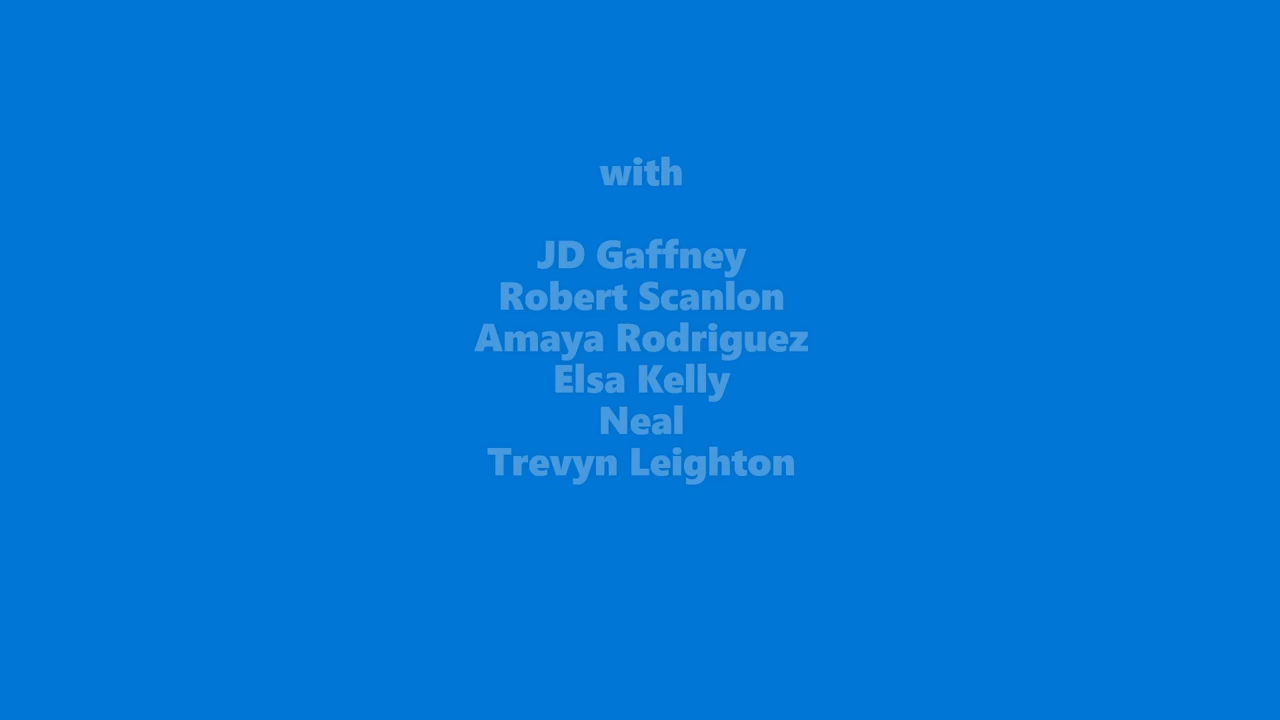 with
JD Gaffney
Robert Scanlon
Amaya Rodriguez
Elsa Kelly
Neal
Trevyn Leighton